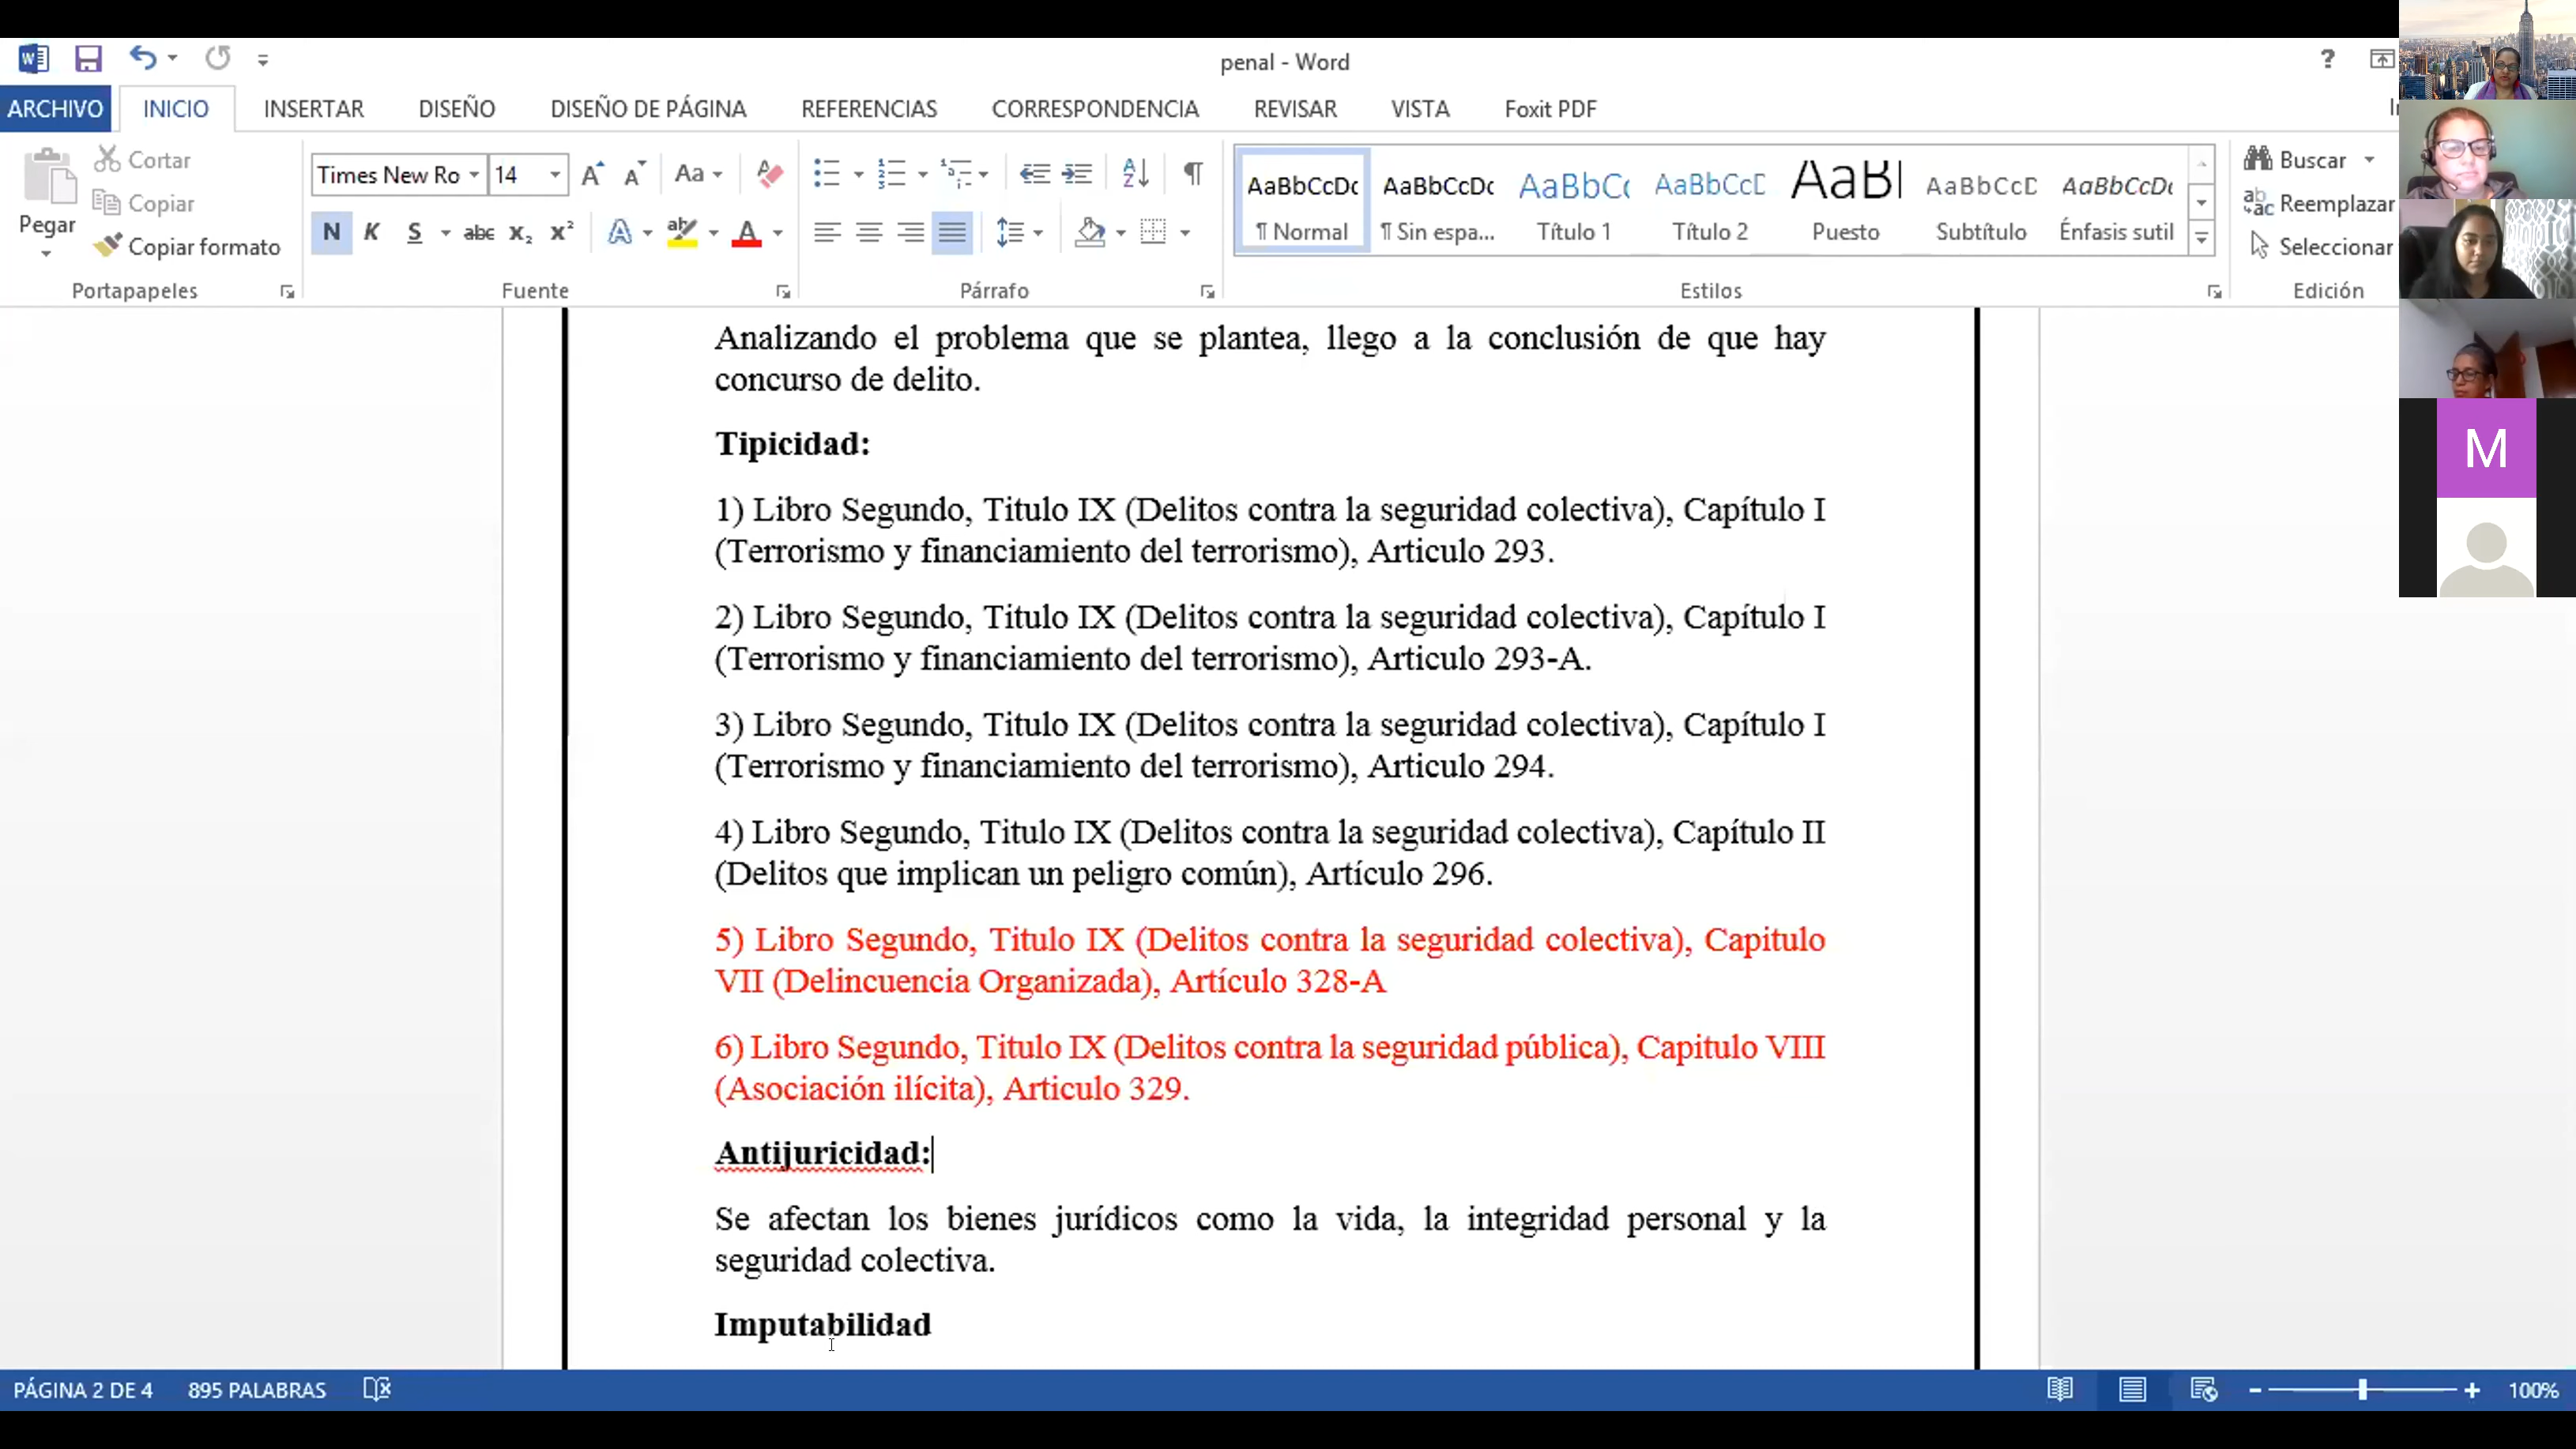 penal - Word
ARCHIVO INICIO INSERTAR DISEÑO DISEÑO DE PÁGINA REFERENCIAS CORRESPONDENCIA REVISAR VISTA Foxit PDF
Pegar
Cortar
Copiar
Copiar formato
Portapapeles
Times New Ro 14
N K S abc x₂ x²
Fuente
Párrafo
AaBbCcDc AaBbCcDc AaBbC AaBbCcD AaB AaBbCcD AaBbCcDc
¶ Normal ¶ Sin espa... Título 1 Título 2 Puesto Subtítulo Énfasis sutil
Estilos
Buscar
Reemplazar
Seleccionar
Edición
M
Analizando el problema que se plantea, llego a la conclusión de que hay
concurso de delito.
Tipicidad:
1) Libro Segundo, Titulo IX (Delitos contra la seguridad colectiva), Capítulo I
(Terrorismo y financiamiento del terrorismo), Articulo 293.
2) Libro Segundo, Titulo IX (Delitos contra la seguridad colectiva), Capítulo I
(Terrorismo y financiamiento del terrorismo), Articulo 293-A.
3) Libro Segundo, Titulo IX (Delitos contra la seguridad colectiva), Capítulo I
(Terrorismo y financiamiento del terrorismo), Articulo 294.
4) Libro Segundo, Titulo IX (Delitos contra la seguridad colectiva), Capítulo II
(Delitos que implican un peligro común), Artículo 296.
5) Libro Segundo, Titulo IX (Delitos contra la seguridad colectiva), Capitulo
VII (Delincuencia Organizada), Artículo 328-A
6) Libro Segundo, Titulo IX (Delitos contra la seguridad pública), Capitulo VIII
(Asociación ilícita), Articulo 329.
Antijuricidad:
Se afectan los bienes jurídicos como la vida, la integridad personal y la
seguridad colectiva.
Imputabilidad
PÁGINA 2 DE 4 895 PALABRAS 100%